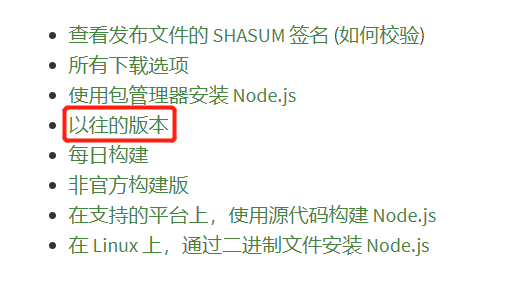 查看发布文件的 SHASUM 签名 (如何校验)
所有下载选项
使用包管理器安装 Node.js
以往的版本
每日构建
非官方构建版
在支持的平台上，使用源代码构建 Node.js
在 Linux 上，通过二进制文件安装 Node.js